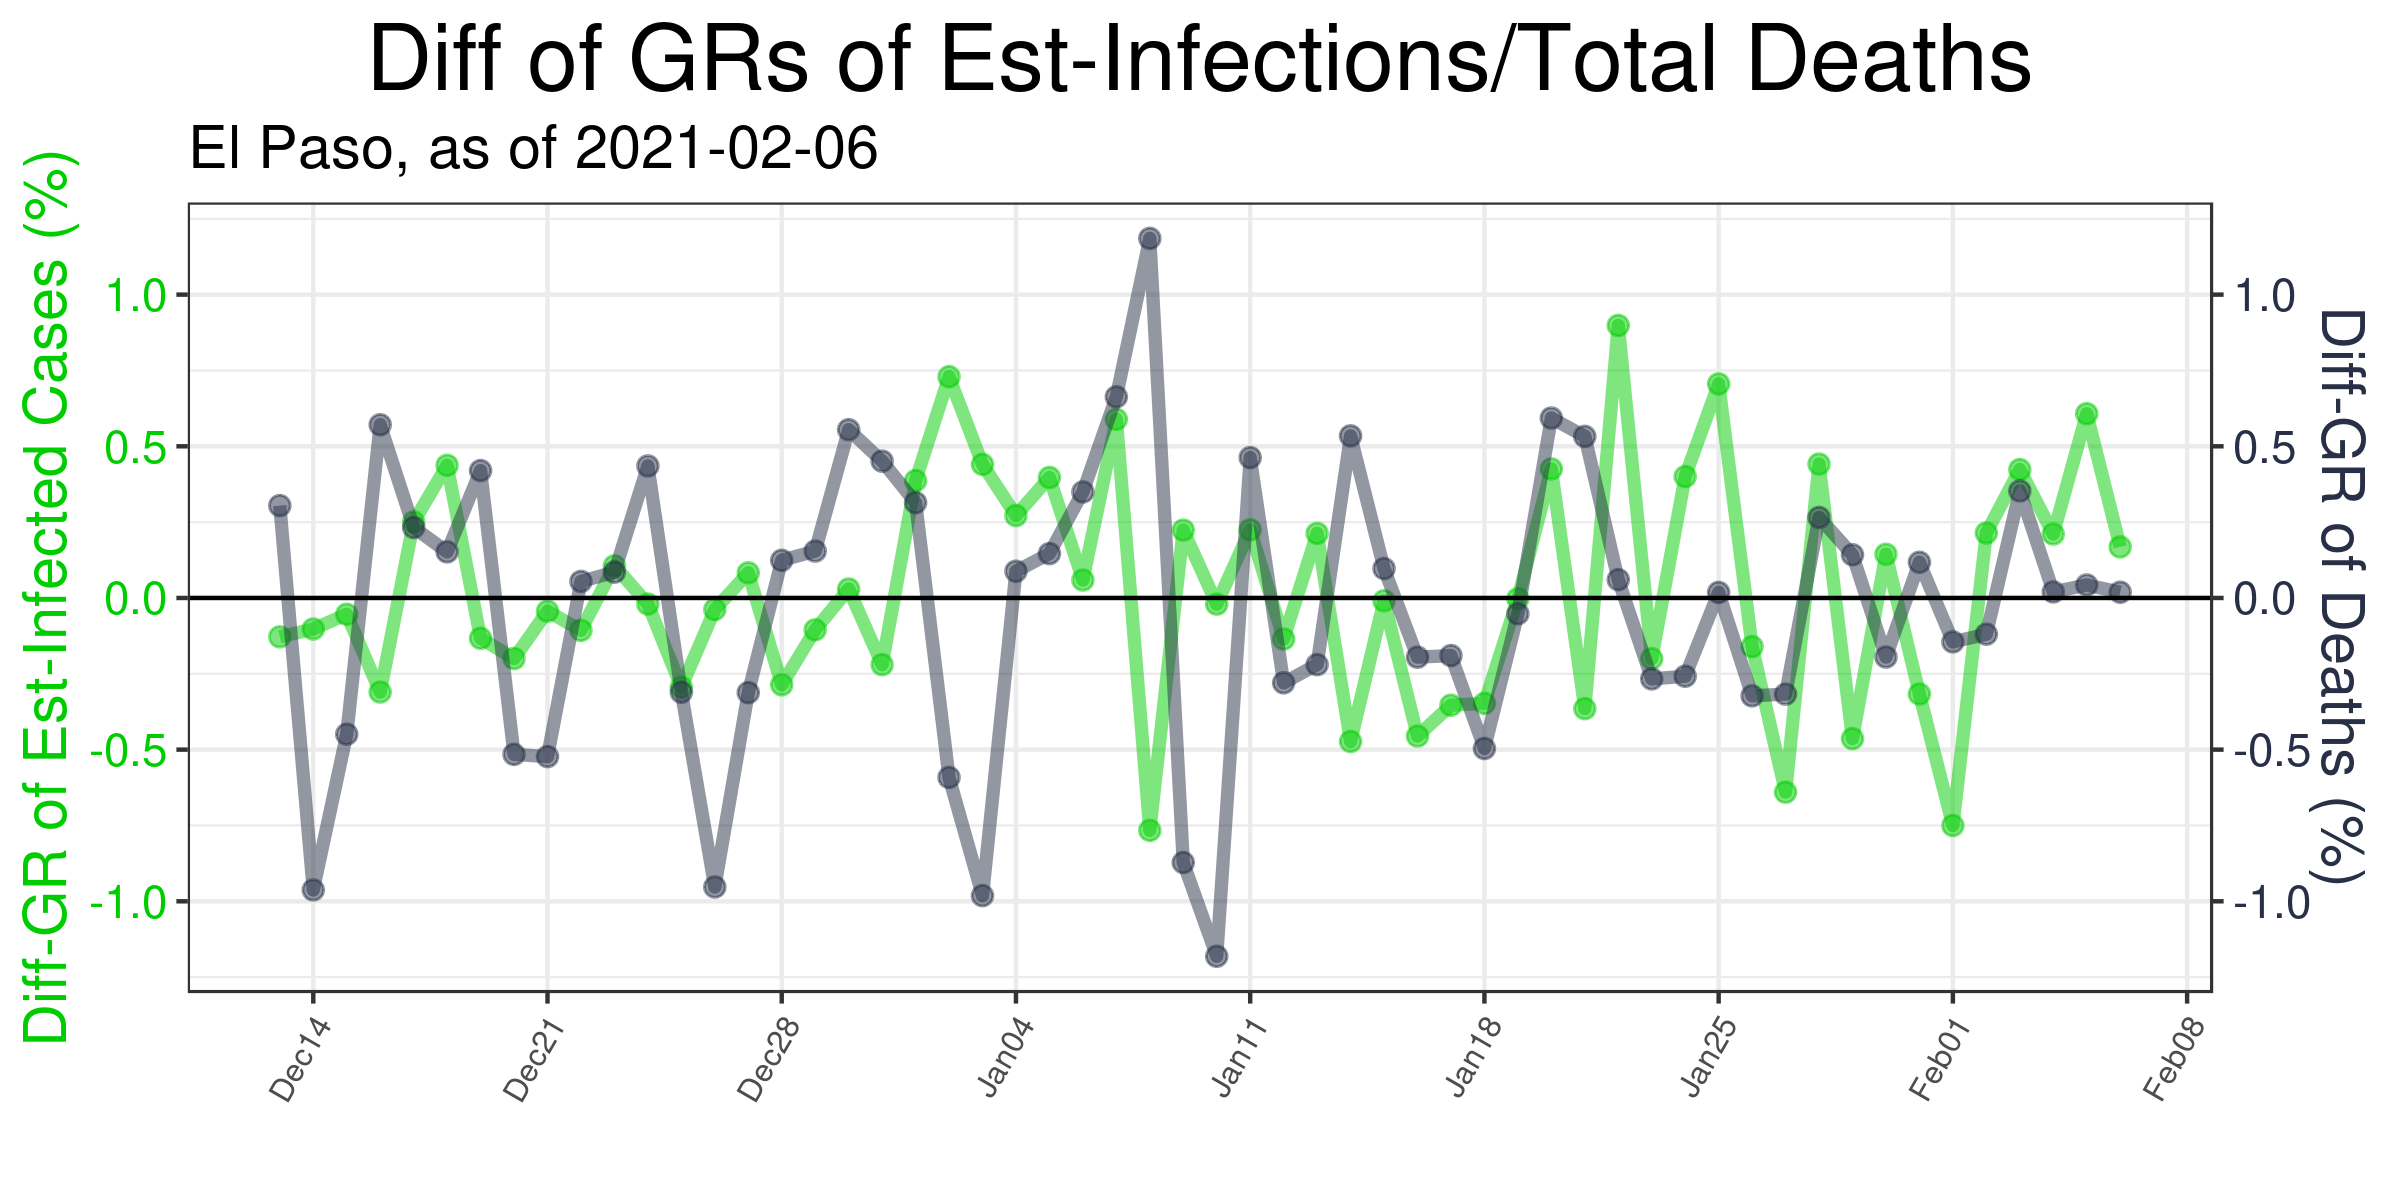 Diff of GRs of Est-Infections/Total Deaths
El Paso, as of 2021-02-06
Diff-GR of Est-Infected Cases (%)
1.0
0.5
0.0
-0.5
-1.0
1.0
0.5
0.0
-0.5
-1.0
Diff-GR of Deaths (%)
Dec14
Dec21
Dec28
Jan04
Jan11
Jan18
Jan25
Feb01
Feb08